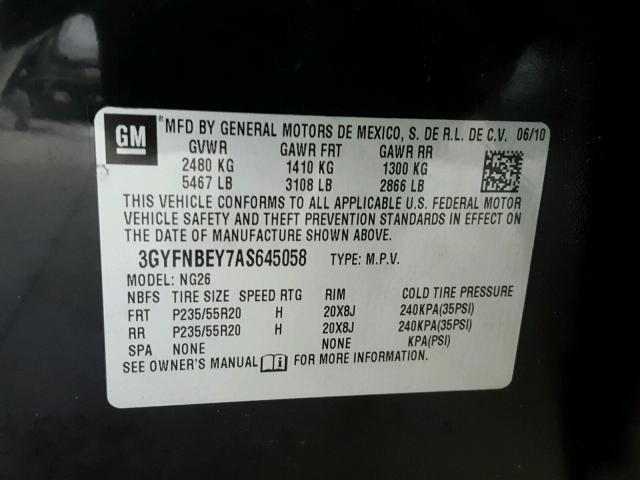 GM MFD BY GENERAL MOTORS DE MEXICO, S. DE R.L. DE C.V. 06/10
GVWR GAWR FRT GAWR RR
2480 KG 1410 KG 1300 KG
5467 LB 3108 LB 2866 LB
THIS VEHICLE CONFORMS TO ALL APPLICABLE U.S. FEDERAL MOTOR
VEHICLE SAFETY AND THEFT PREVENTION STANDARDS IN EFFECT ON
THE DATE OF MANUFACTURE SHOWN ABOVE.
3GYFNBEY7AS645058 TYPE: M.P.V.
MODEL: NG26
NBFS TIRE SIZE SPEED RTG RIM COLD TIRE PRESSURE
FRT P235/55R20 H 20X8J 240KPA(35PSI)
RR P235/55R20 H 20X8J 240KPA(35PSI)
SPA NONE NONE KPA(PSI)
SEE OWNER'S MANUAL FOR MORE INFORMATION.